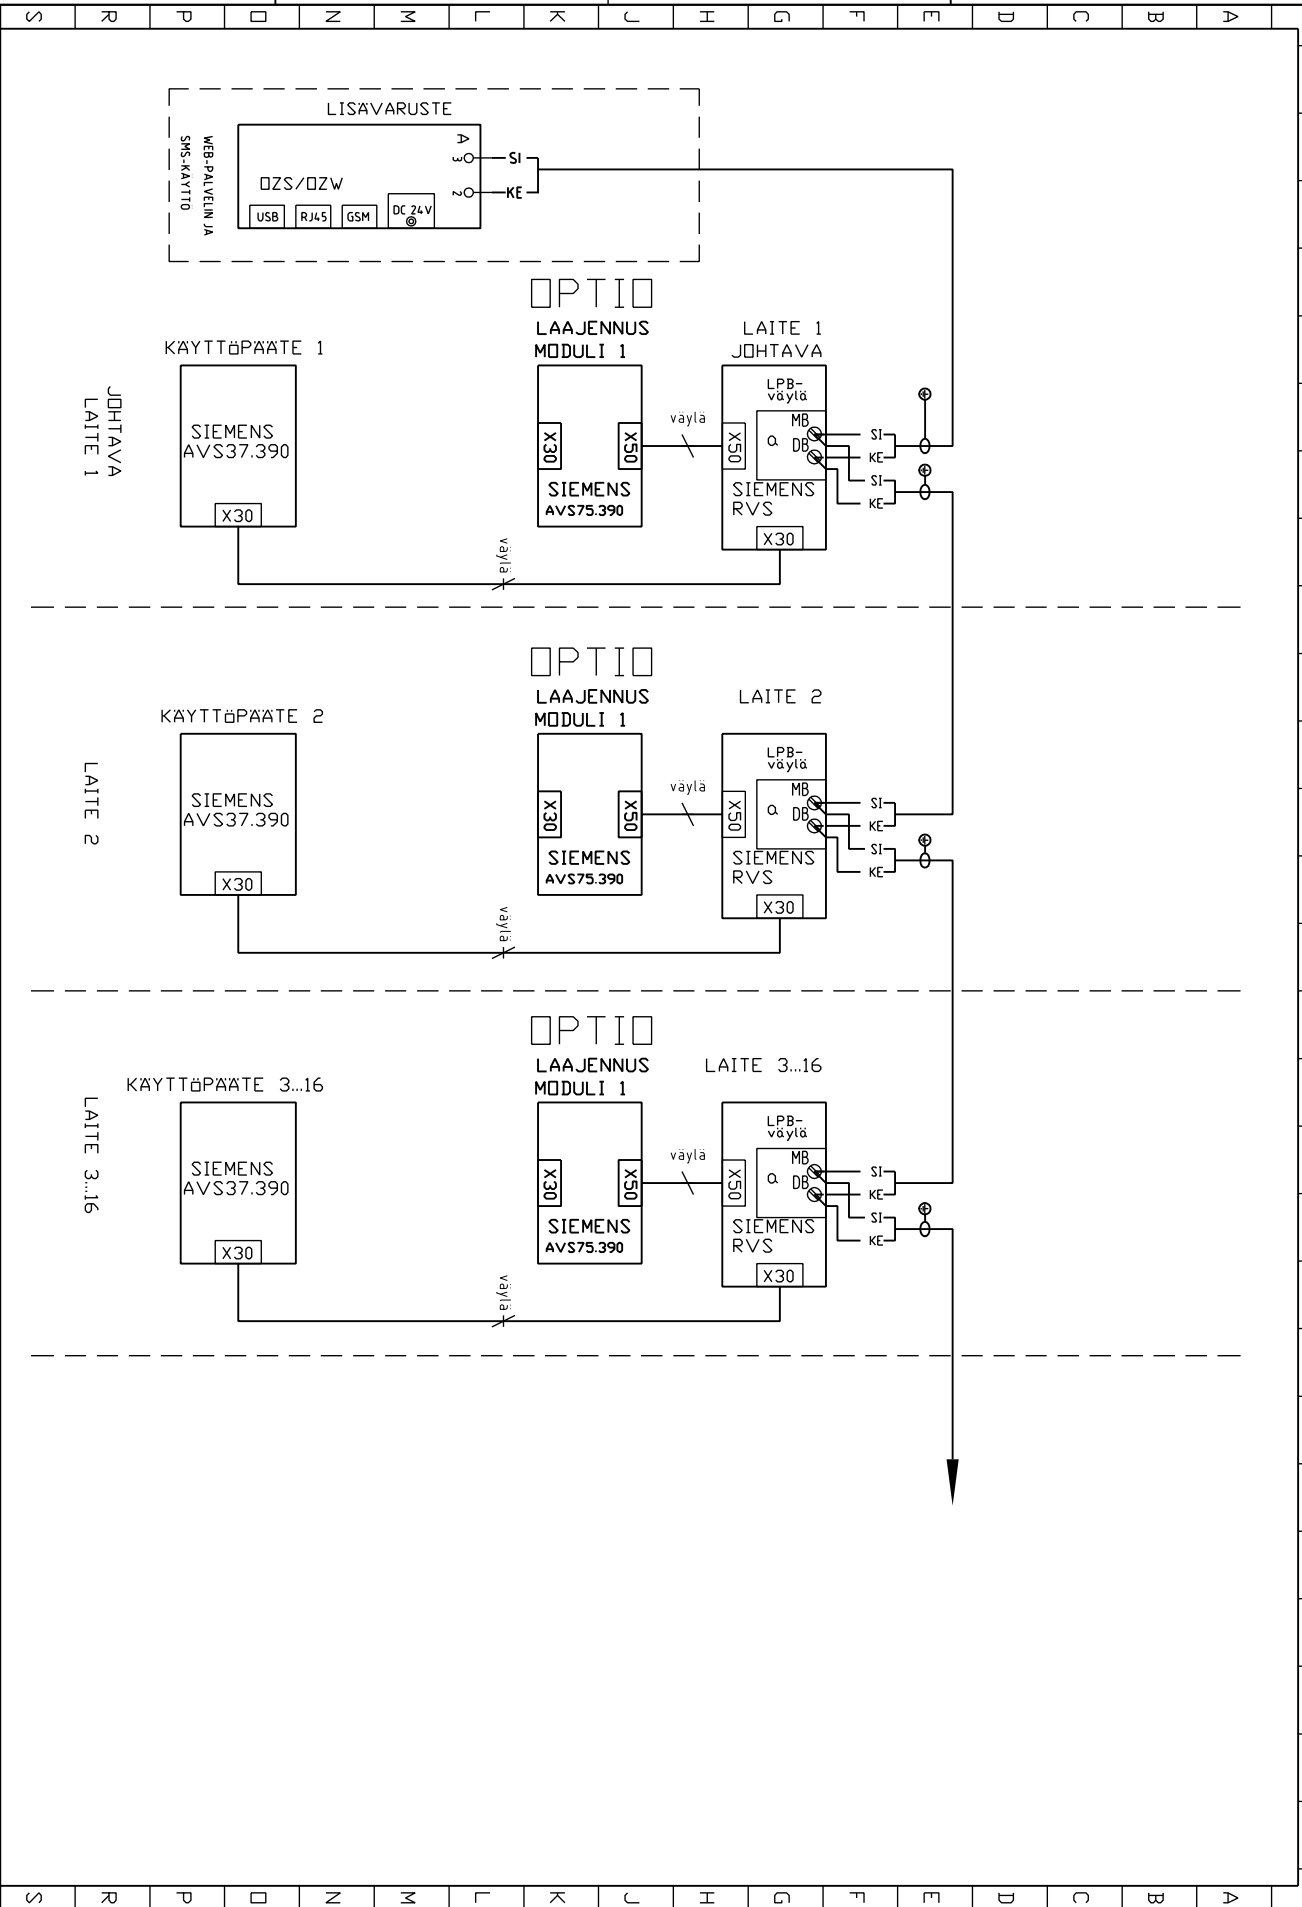 S R P O N M L K J H G F E D C B A
LISÄVARUSTE
WEB-PALVELIN JA
SMS-KÄYTTÖ
A
3
SI
OZS/OZW
2
KE
USB
RJ45
GSM
DC 24V
OPTIO
LAAJENNUS
MODULI 1
LAITE 1
JOHTAVA
KÄYTTÖPÄÄTE 1
JOHTAVA
LAITE 1
SIEMENS
AVS37.390
X30
X30
X50
SIEMENS
AVS75.390
väylä
LPB-
väylä
MB
a
DB
X50
SIEMENS
RVS
X30
SI
KE
SI
KE
väylä
OPTIO
LAAJENNUS
MODULI 1
LAITE 2
KÄYTTÖPÄÄTE 2
LAITE 2
SIEMENS
AVS37.390
X30
X30
X50
SIEMENS
AVS75.390
väylä
LPB-
väylä
MB
a
DB
X50
SIEMENS
RVS
X30
SI
KE
SI
KE
väylä
OPTIO
LAAJENNUS
MODULI 1
LAITE 3...16
KÄYTTÖPÄÄTE 3...16
LAITE 3...16
SIEMENS
AVS37.390
X30
X30
X50
SIEMENS
AVS75.390
väylä
LPB-
väylä
MB
a
DB
X50
SIEMENS
RVS
X30
SI
KE
SI
KE
väylä
S R P O N M L K J H G F E D C B A